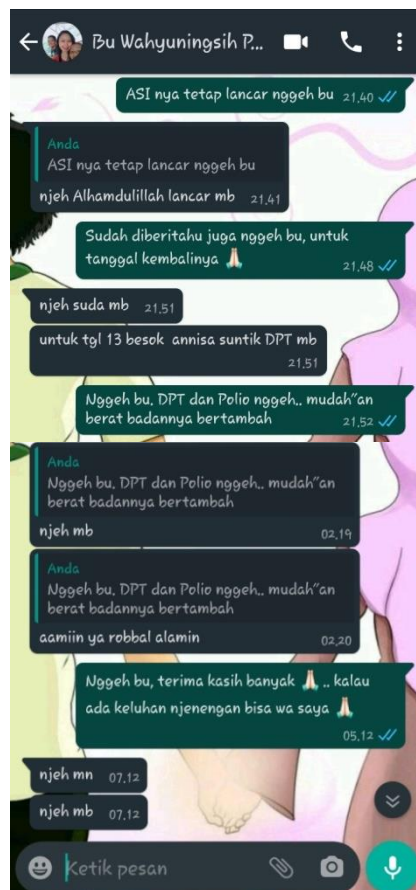 Bu Wahyuningsih P...
ASI nya tetap lancar nggeh bu 21.40
Anda
ASI nya tetap lancar nggeh bu
njeh Alhamdulillah lancar mb 21.41
Sudah diberitahu juga nggeh bu, untuk
tanggal kembalinya 🙏🏻
21.48
njeh suda mb 21.51
untuk tgl 13 besok annisa suntik DPT mb
21.51
Nggeh bu. DPT dan Polio nggeh.. mudah"an
berat badannya bertambah 21.52
Anda
Nggeh bu. DPT dan Polio nggeh.. mudah"an
berat badannya bertambah
njeh mb 02.19
Anda
Nggeh bu. DPT dan Polio nggeh.. mudah"an
berat badannya bertambah
aamiin ya robbal alamin 02.20
Nggeh bu, terima kasih banyak 🙏🏻 .. kalau
ada keluhan njenengan bisa wa saya 🙏🏻
05.12
njeh mn 07.12
njeh mb 07.12
Ketik pesan